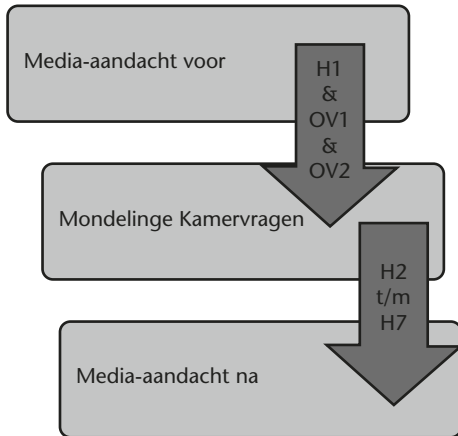 Media-aandacht voor
H1
&
OV1
&
OV2
Mondelinge Kamervragen
H2
t/m
H7
Media-aandacht na